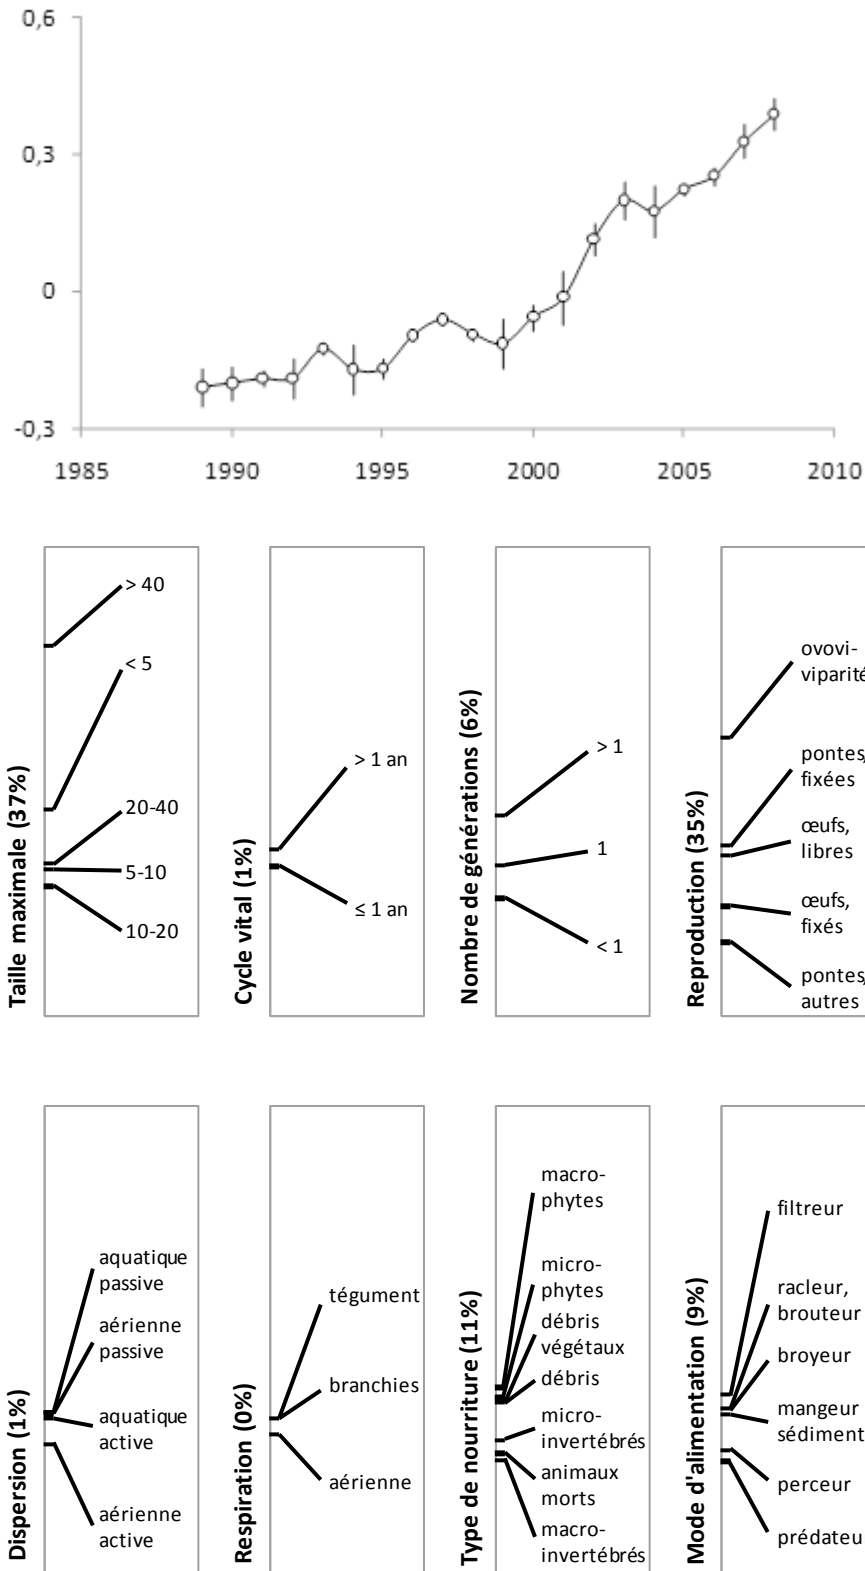 0,6
0,3
0
-0,3
1985
1990
1995
2000
2005
2010
Taille maximale (37%)
> 40
< 5
20-40
5-10
10-20
Cycle vital (1%)
> 1 an
≤ 1 an
Nombre de générations (6%)
> 1
1
< 1
Reproduction (35%)
ovovi-
viparité
pontes,
fixées
œufs,
libres
œufs,
fixés
pontes,
autres
Dispersion (1%)
aquatique
passive
aérienne
passive
aquatique
active
aérienne
active
Respiration (0%)
tégument
branchies
aérienne
Type de nourriture (11%)
macro-
phytes
micro-
phytes
débris
végétaux
débris
micro-
invertébrés
animaux
morts
macro-
invertébrés
Mode d'alimentation (9%)
filtreur
racleur,
brouteur
broyeur
mangeur
sédiment
perceur
prédateu